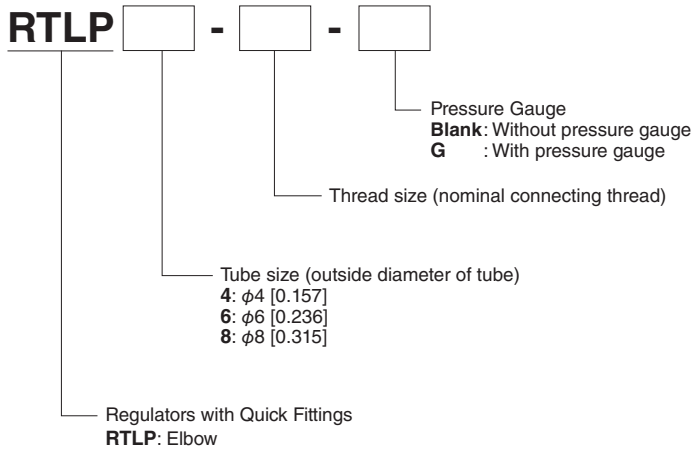 RTLP - -
Pressure Gauge
Blank: Without pressure gauge
G : With pressure gauge
Thread size (nominal connecting thread)
Tube size (outside diameter of tube)
4: ϕ4 [0.157]
6: ϕ6 [0.236]
8: ϕ8 [0.315]
Regulators with Quick Fittings
RTLP: Elbow